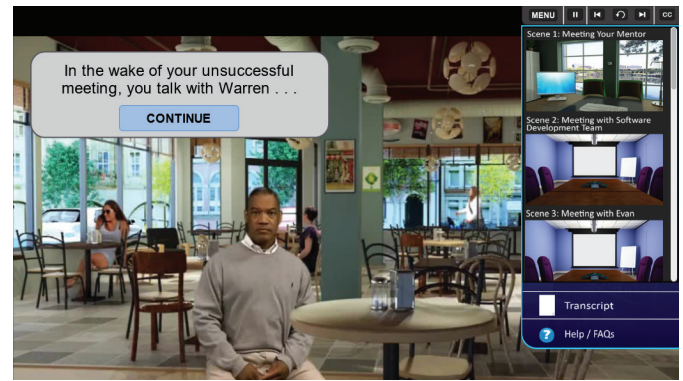 MENU
CC
Scene 1: Meeting Your Mentor
In the wake of your unsuccessful
meeting, you talk with Warren . . .
CONTINUE
Scene 2: Meeting with Software
Development Team
Scene 3: Meeting with Evan
Transcript
? Help / FAQs